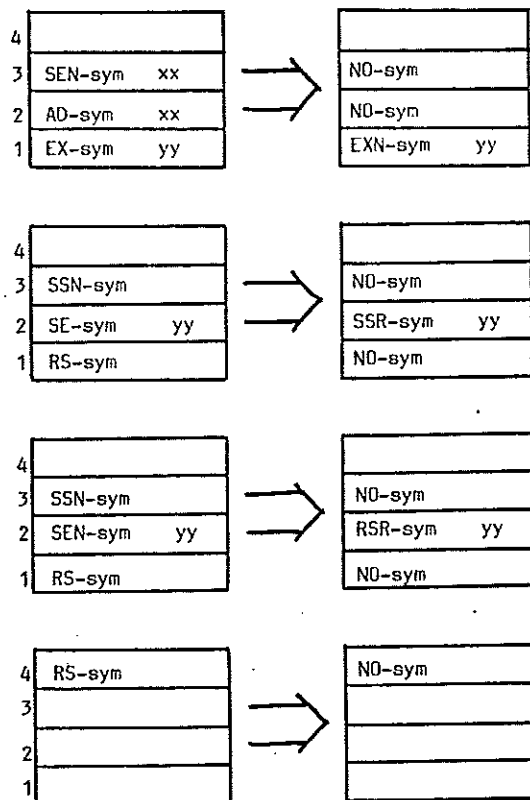 4
3 SEN-sym xx NO-sym
2 AD-sym xx NO-sym
1 EX-sym yy EXN-sym yy
4
3 SSN-sym NO-sym
2 SE-sym yy SSR-sym yy
1 RS-sym NO-sym
4
3 SSN-sym NO-sym
2 SEN-sym yy RSR-sym yy
1 RS-sym NO-sym
4 RS-sym NO-sym
3
2
1